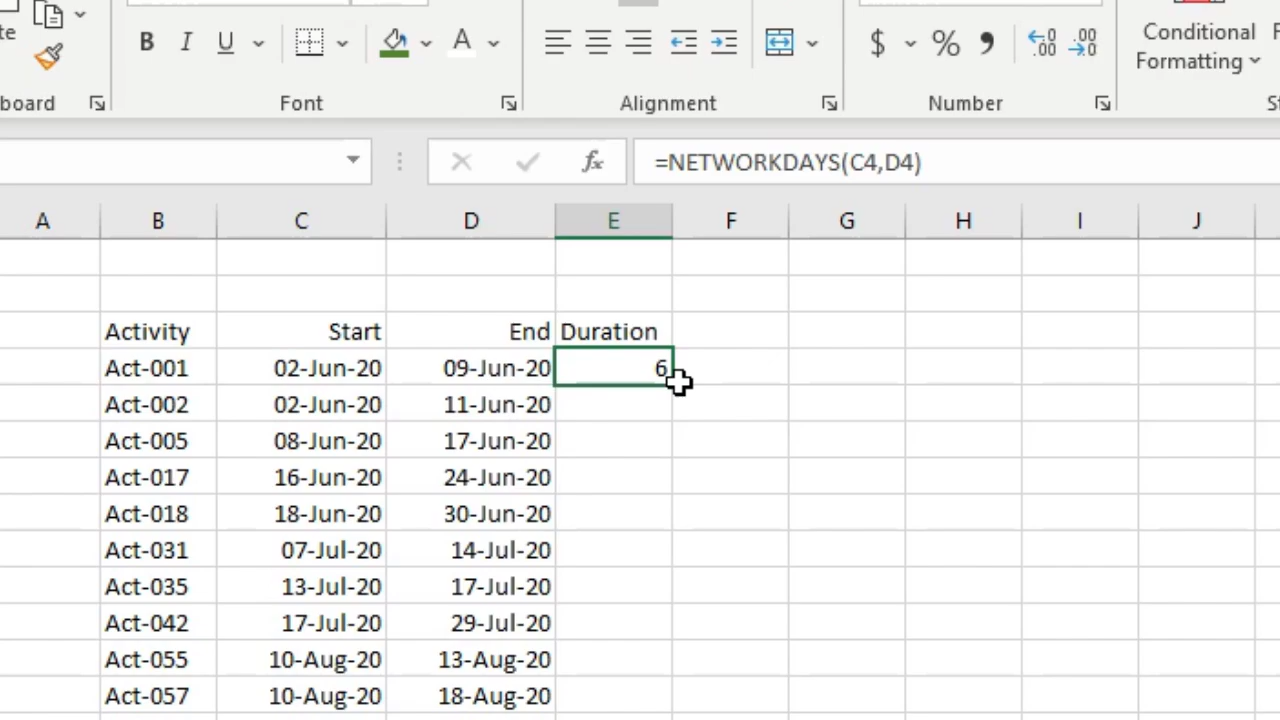 B I U A $ % , .00 .00 Conditional
Formatting
Font Alignment Number
fx =NETWORKDAYS(C4,D4)
A B C D E F G H I J
Activity Start End Duration
Act-001 02-Jun-20 09-Jun-20 6
Act-002 02-Jun-20 11-Jun-20
Act-005 08-Jun-20 17-Jun-20
Act-017 16-Jun-20 24-Jun-20
Act-018 18-Jun-20 30-Jun-20
Act-031 07-Jul-20 14-Jul-20
Act-035 13-Jul-20 17-Jul-20
Act-042 17-Jul-20 29-Jul-20
Act-055 10-Aug-20 13-Aug-20
Act-057 10-Aug-20 18-Aug-20